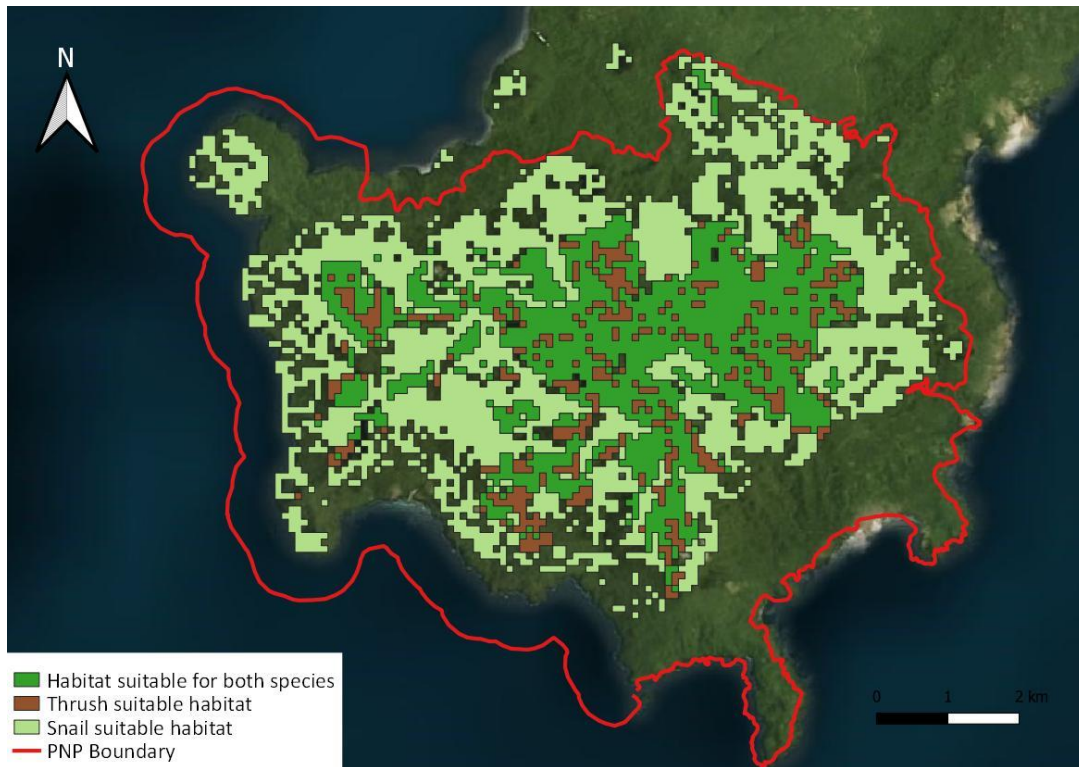 N
0 1 2 km
Habitat suitable for both species
Thrush suitable habitat
Snail suitable habitat
PNP Boundary